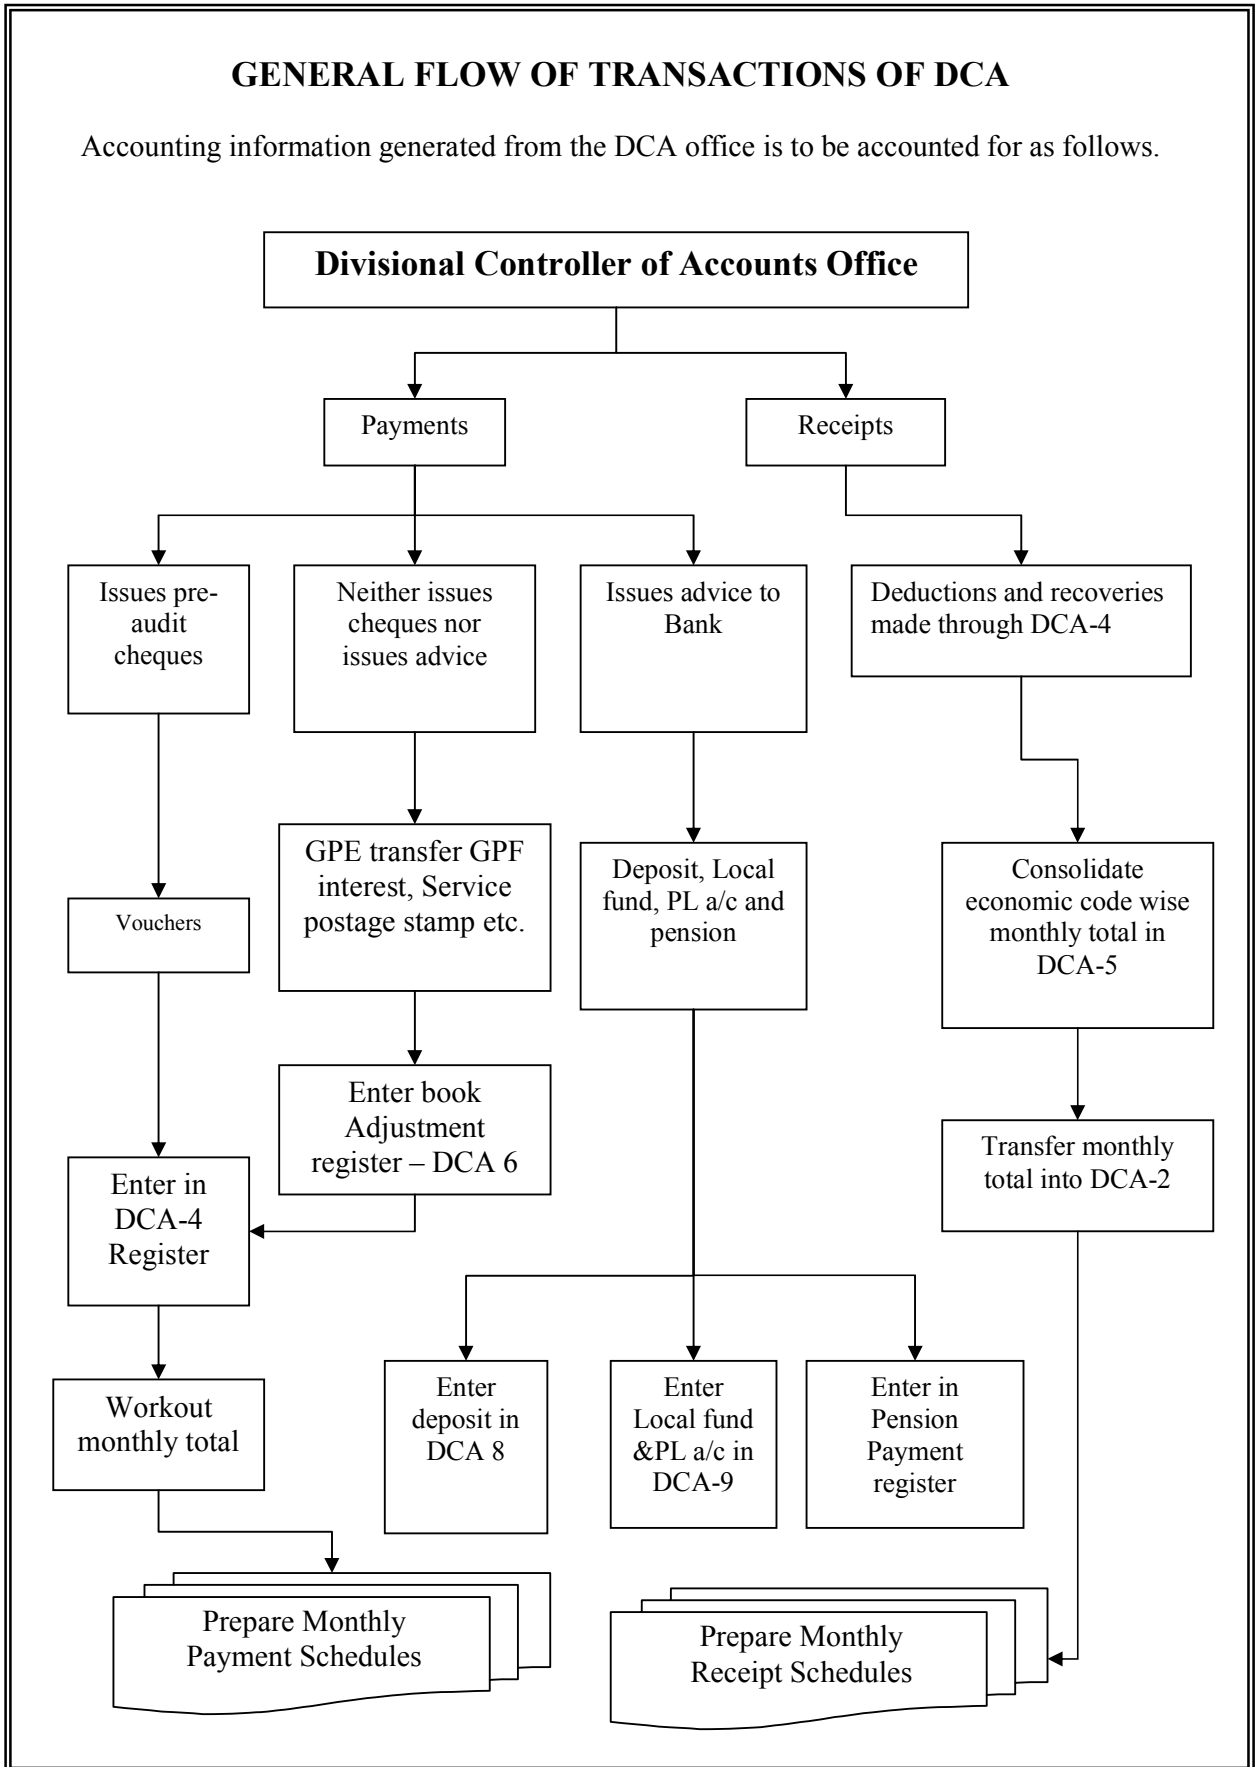 GENERAL FLOW OF TRANSACTIONS OF DCA
Accounting information generated from the DCA office is to be accounted for as follows.
Divisional Controller of Accounts Office
Payments
Receipts
Issues pre-
audit
cheques
Neither issues
cheques nor
issues advice
Issues advice to
Bank
Deductions and recoveries
made through DCA-4
Vouchers
GPE transfer GPF
interest, Service
postage stamp etc.
Deposit, Local
fund, PL a/c and
pension
Consolidate
economic code wise
monthly total in
DCA-5
Enter in
DCA-4
Register
Enter book
Adjustment
register – DCA 6
Transfer monthly
total into DCA-2
Workout
monthly total
Enter
deposit in
DCA 8
Enter
Local fund
&PL a/c in
DCA-9
Enter in
Pension
Payment
register
Prepare Monthly
Payment Schedules
Prepare Monthly
Receipt Schedules